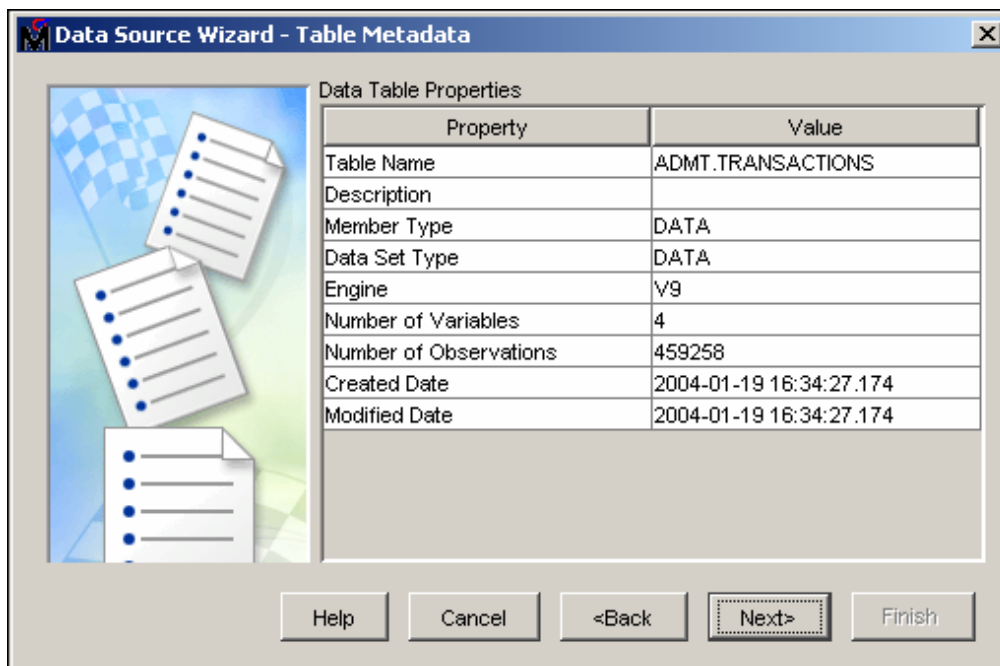 Data Source Wizard - Table Metadata
Data Table Properties
Property Value
Table Name ADMT.TRANSACTIONS
Description
Member Type DATA
Data Set Type DATA
Engine V9
Number of Variables 4
Number of Observations 459258
Created Date 2004-01-19 16:34:27.174
Modified Date 2004-01-19 16:34:27.174
Help Cancel <Back Next> Finish